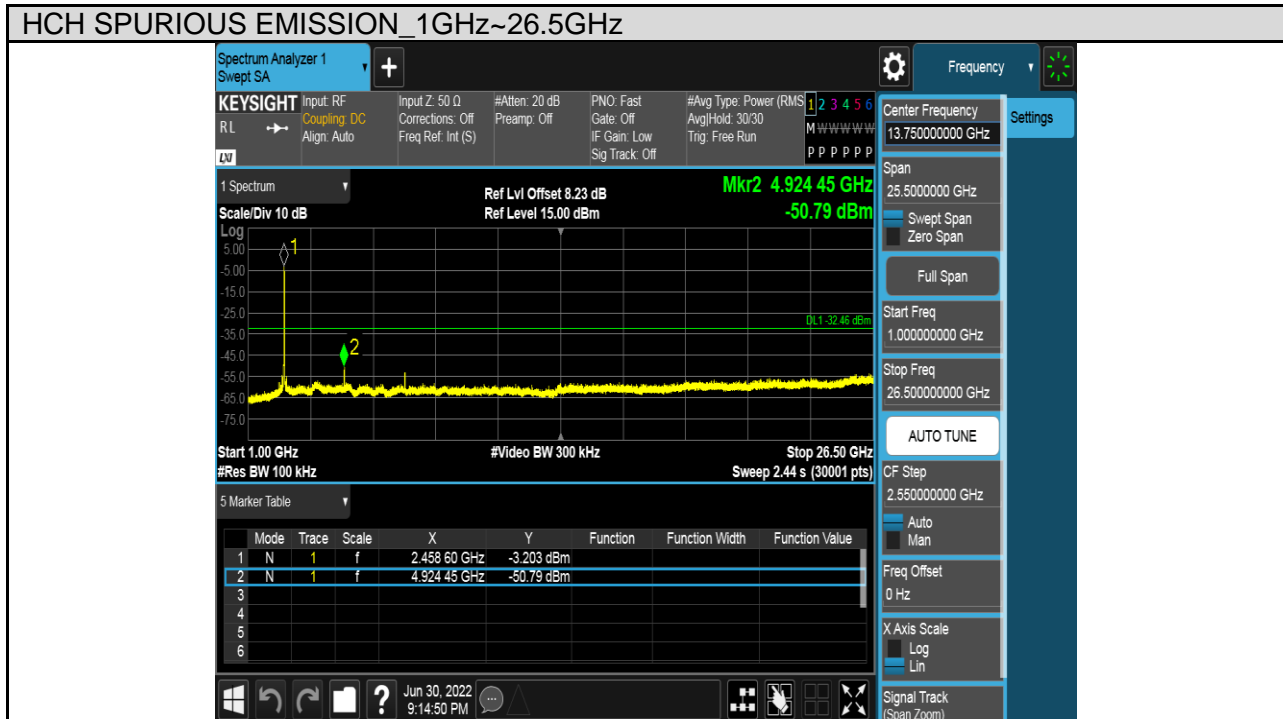 HCH SPURIOUS EMISSION_1GHz~26.5GHz
Spectrum Analyzer 1
Swept SA
+
Frequency
KEYSIGHT
RL
LXI
Input: RF
Coupling: DC
Align: Auto
Input Z: 50 Ω
Corrections: Off
Freq Ref: Int (S)
#Atten: 20 dB
Preamp: Off
PNO: Fast
Gate: Off
IF Gain: Low
Sig Track: Off
#Avg Type: Power (RMS
Avg|Hold: 30/30
Trig: Free Run
1 2 3 4 5 6
M W W W W W
P P P P P P
1 Spectrum
Scale/Div 10 dB
Ref Lvl Offset 8.23 dB
Ref Level 15.00 dBm
Mkr2 4.924 45 GHz
-50.79 dBm
Log
5.00
-5.00
-15.0
-25.0
-35.0
-45.0
-55.0
-65.0
-75.0
1
2
DL1 -32.46 dBm
Start 1.00 GHz
#Res BW 100 kHz
#Video BW 300 kHz
Stop 26.50 GHz
Sweep 2.44 s (30001 pts)
5 Marker Table
Mode Trace Scale X Y Function Function Width Function Value
1 N 1 f 2.458 60 GHz -3.203 dBm
2 N 1 f 4.924 45 GHz -50.79 dBm
3
4
5
6
Jun 30, 2022
9:14:50 PM
?
Center Frequency
13.75000000 GHz
Settings
Span
25.5000000 GHz
Swept Span
Zero Span
Full Span
Start Freq
1.000000000 GHz
Stop Freq
26.500000000 GHz
AUTO TUNE
CF Step
2.550000000 GHz
Auto
Man
Freq Offset
0 Hz
X Axis Scale
Log
Lin
Signal Track
(Span Zoom)